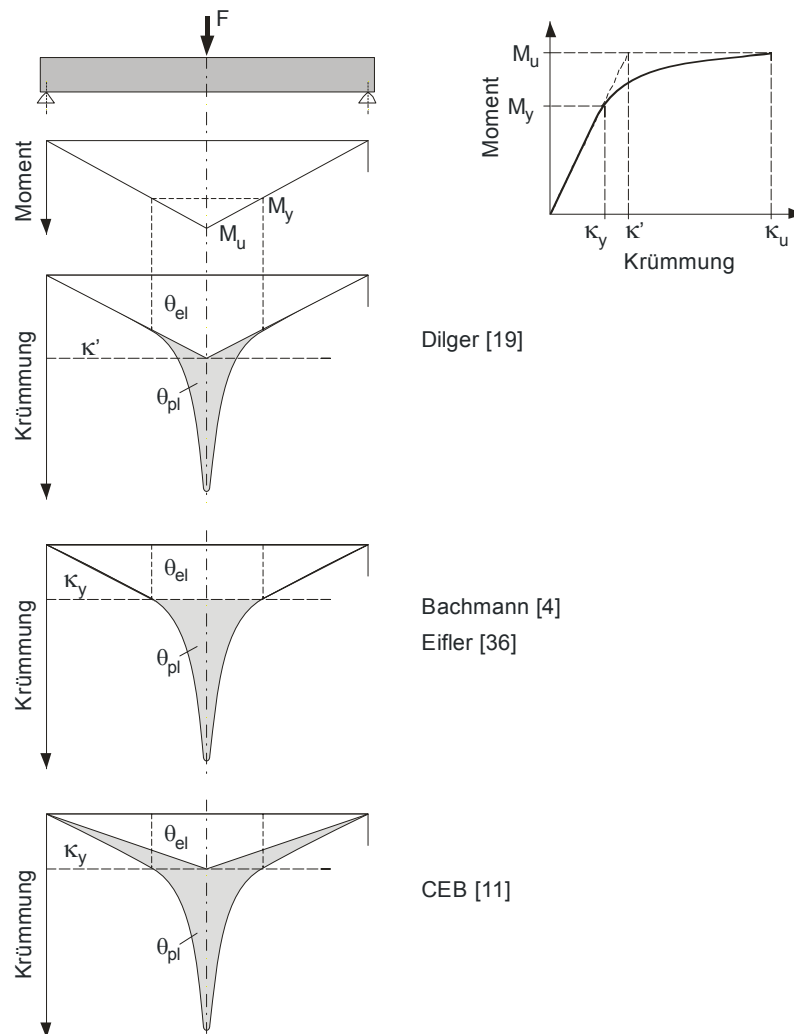 F
Moment
M_y
M_u
Moment
M_u
M_y
κ_y
κ'
κ_u
Krümmung
Krümmung
θ_el
κ'
θ_pl
Dilger [19]
Krümmung
θ_el
κ_y
θ_pl
Bachmann [4]
Eifler [36]
Krümmung
θ_el
κ_y
θ_pl
CEB [11]